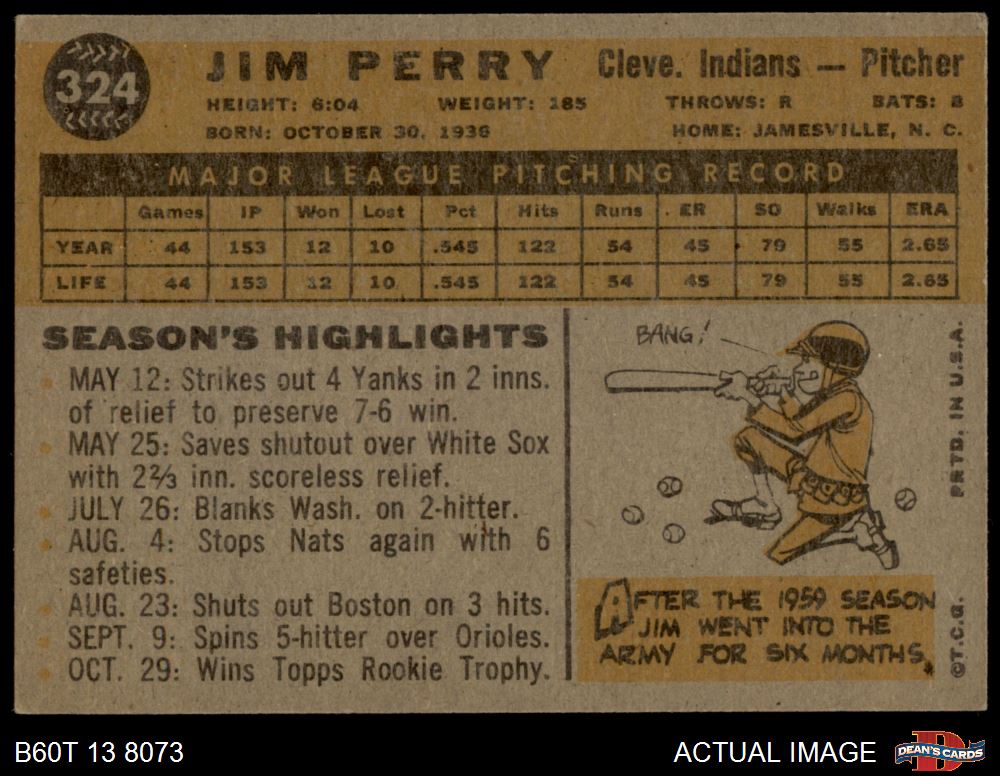 324
JIM PERRY Cleve. Indians — Pitcher
HEIGHT: 6:04 WEIGHT: 185 THROWS: R BATS: B
BORN: OCTOBER 30, 1936 HOME: JAMESVILLE, N. C.
MAJOR LEAGUE PITCHING RECORD
Games IP Won Lost Pct Hits Runs ER SO Walks ERA
YEAR 44 153 12 10 .545 122 54 45 79 55 2.65
LIFE 44 153 12 10 .545 122 54 45 79 55 2.65
SEASON'S HIGHLIGHTS
MAY 12: Strikes out 4 Yanks in 2 inns.
of relief to preserve 7-6 win.
MAY 25: Saves shutout over White Sox
with 2⅔ inn. scoreless relief.
JULY 26: Blanks Wash. on 2-hitter.
AUG. 4: Stops Nats again with 6
safeties.
AUG. 23: Shuts out Boston on 3 hits.
SEPT. 9: Spins 5-hitter over Orioles.
OCT. 29: Wins Topps Rookie Trophy.
BANG!
AFTER THE 1959 SEASON
JIM WENT INTO THE
ARMY FOR SIX MONTHS.
©T.C.G. PRTD. IN U.S.A.
B60T 13 8073 ACTUAL IMAGE DEAN'S CARDS